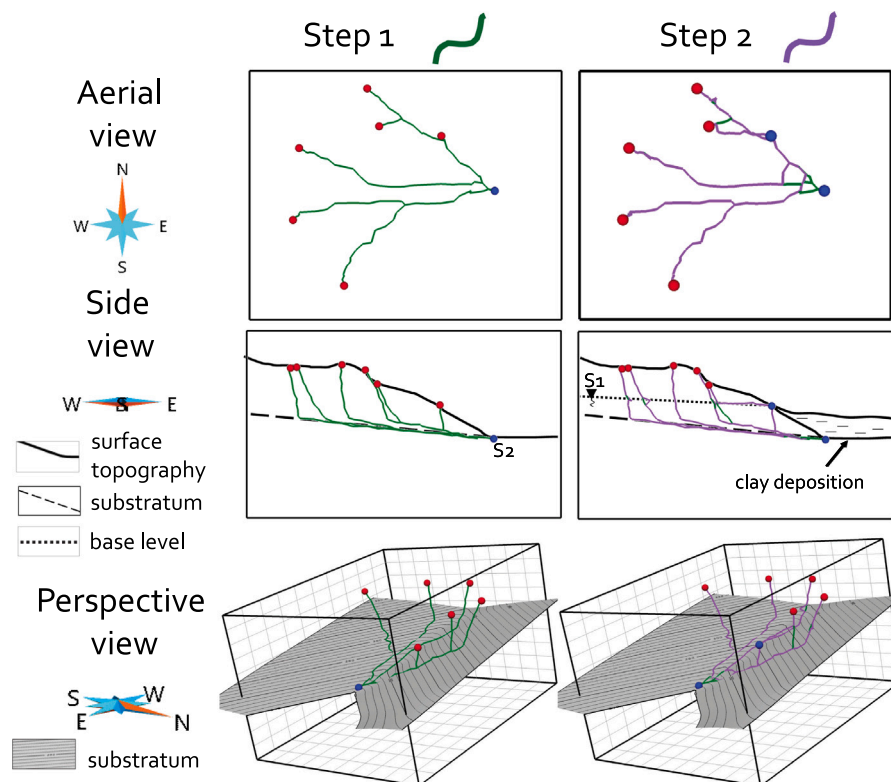 Step 1
Step 2
Aerial
view
N
W
E
S
Side
view
W
E
S1
S2
surface
topography
clay deposition
substratum
base level
Perspective
view
S
W
E
N
substratum